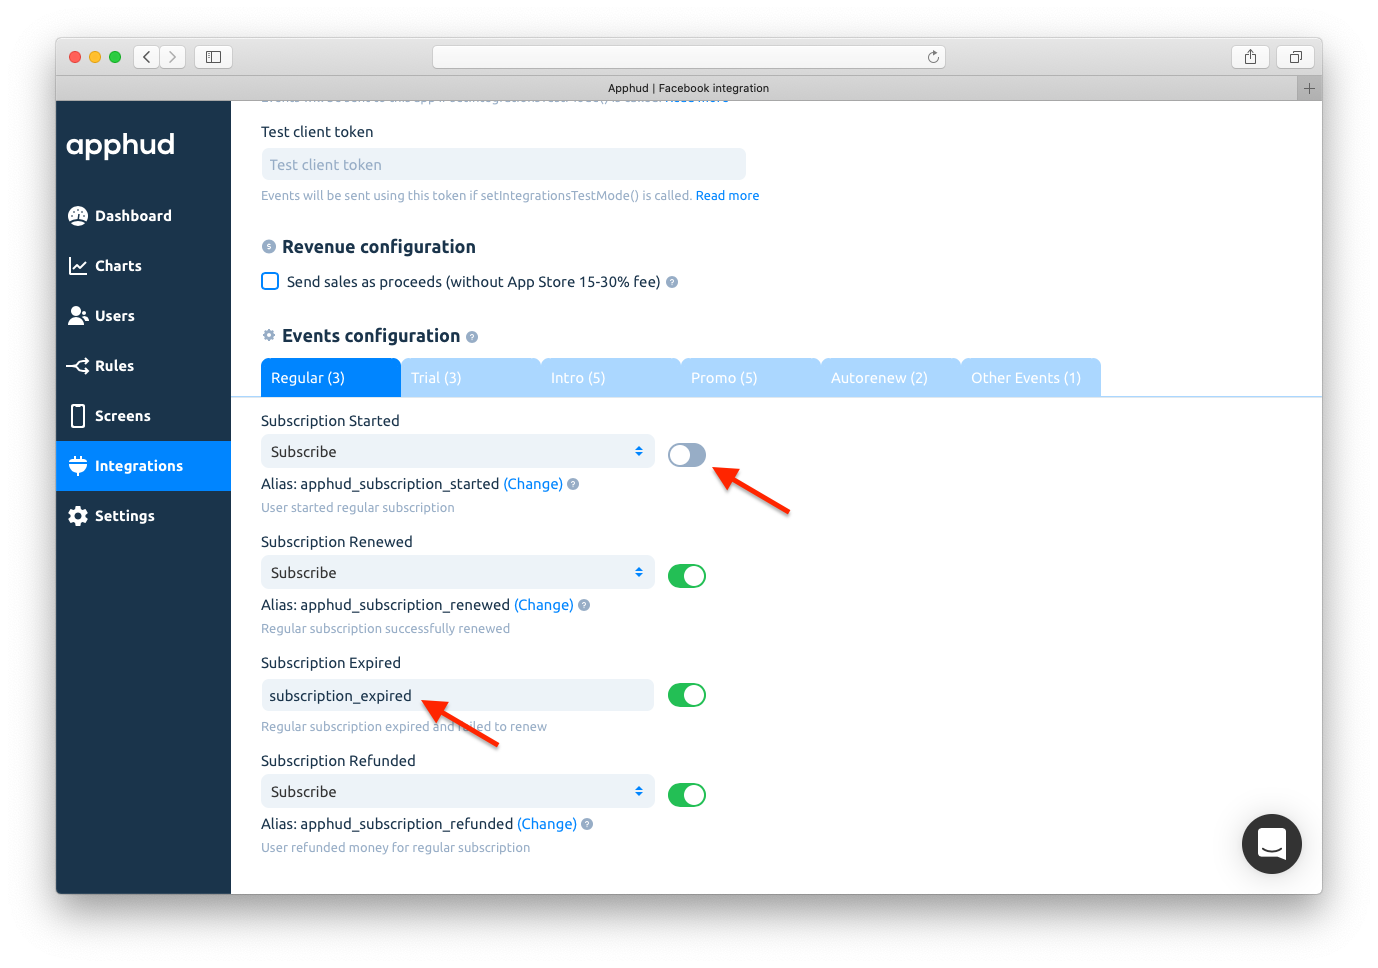 Apphud | Facebook integration
apphud
Dashboard
Charts
Users
Rules
Screens
Integrations
Settings
Read more
Test client token
Test client token
Events will be sent using this token if setIntegrationsTestMode() is called. Read more
Revenue configuration
Send sales as proceeds (without App Store 15-30% fee) ?
Events configuration ?
Regular (3)
Trial (3)
Intro (5)
Promo (5)
Autorenew (2)
Other Events (1)
Subscription Started
Subscribe
Alias: apphud_subscription_started (Change) ?
User started regular subscription
Subscription Renewed
Subscribe
Alias: apphud_subscription_renewed (Change) ?
Regular subscription successfully renewed
Subscription Expired
subscription_expired
Regular subscription expired and failed to renew
Subscription Refunded
Subscribe
Alias: apphud_subscription_refunded (Change) ?
User refunded money for regular subscription